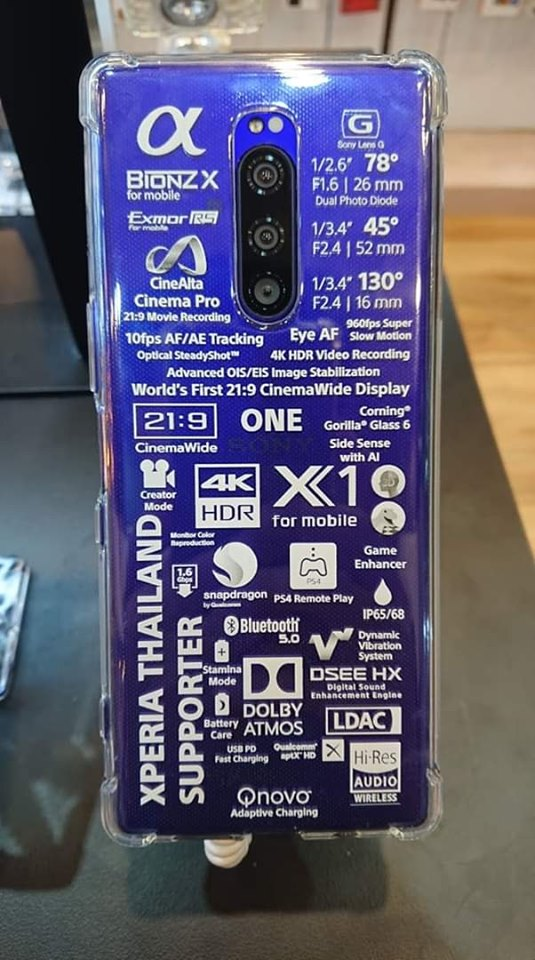 α
G
Sony Lens G
BIONZ X
for mobile
1/2.6" 78°
F1.6 | 26 mm
Dual Photo Diode
Exmor RS
for mobile
1/3.4" 45°
F2.4 | 52 mm
CineAlta
Cinema Pro
21:9 Movie Recording
1/3.4" 130°
F2.4 | 16 mm
10fps AF/AE Tracking
Eye AF
960fps Super
Slow Motion
Optical SteadyShot™
4K HDR Video Recording
Advanced OIS/EIS Image Stabilization
World's First 21:9 CinemaWide Display
21:9
CinemaWide
ONE
SONY
Corning®
Gorilla® Glass 6
Side Sense
with AI
Creator
Mode
4K
HDR
X1
for mobile
Monitor Color
Reproduction
1.6
Gbps
snapdragon
by Qualcomm
PS4
PS4 Remote Play
Game
Enhancer
IP65/68
XPERIA THAILAND
SUPPORTER
Bluetooth®
5.0
Dynamic
Vibration
System
Stamina
Mode
DOLBY
ATMOS
DSEE HX
Digital Sound
Enhancement Engine
Battery
Care
LDAC
USB PD
Fast Charging
Qualcomm®
aptX™ HD
Hi-Res
AUDIO
WIRELESS
Qnovo
Adaptive Charging